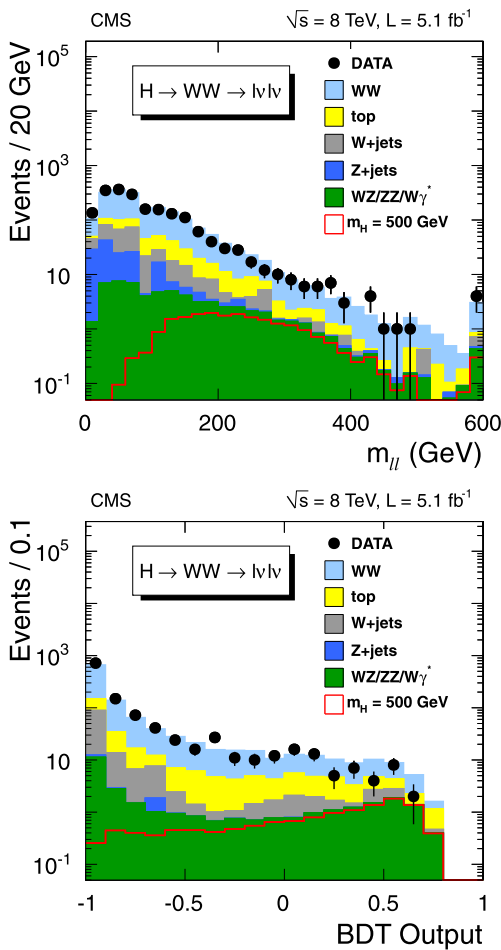 CMS √s = 8 TeV, L = 5.1 fb⁻¹
Events / 20 GeV
10⁵
10³
10
10⁻¹
H → WW → lνlν
DATA
WW
top
W+jets
Z+jets
WZ/ZZ/Wγ*
m_H = 500 GeV
0 200 400 600
m_ll (GeV)
CMS √s = 8 TeV, L = 5.1 fb⁻¹
Events / 0.1
10⁵
10³
10
10⁻¹
H → WW → lνlν
DATA
WW
top
W+jets
Z+jets
WZ/ZZ/Wγ*
m_H = 500 GeV
-1 -0.5 0 0.5 1
BDT Output